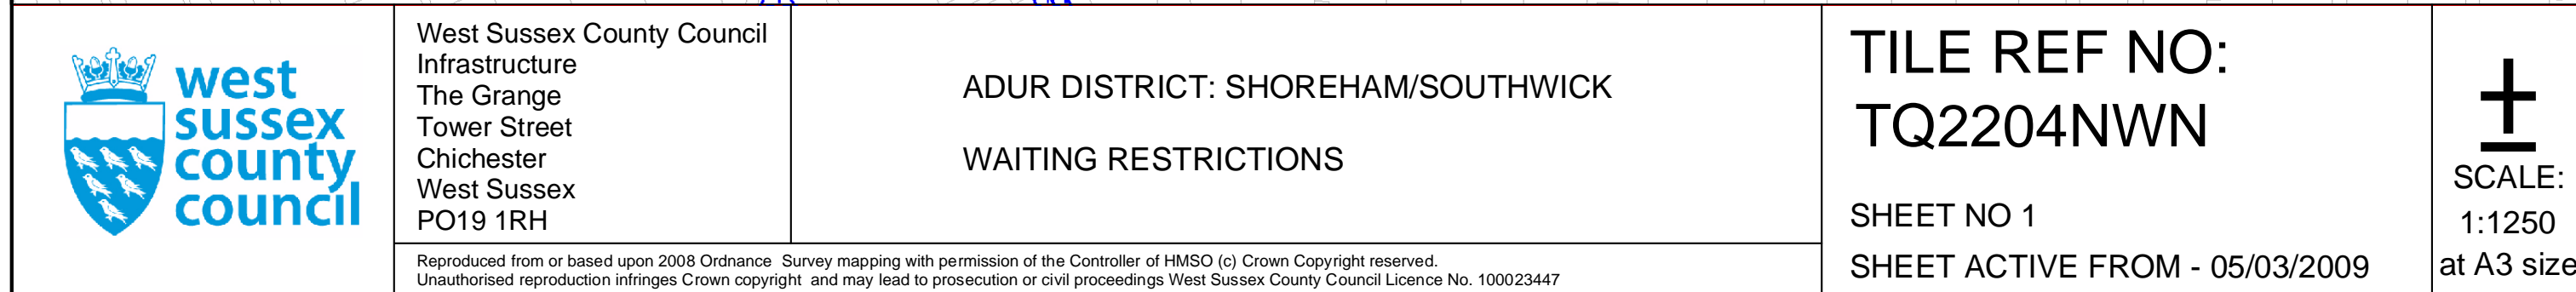 west
sussex
county
council
West Sussex County Council
Infrastructure
The Grange
Tower Street
Chichester
West Sussex
PO19 1RH
ADUR DISTRICT: SHOREHAM/SOUTHWICK
WAITING RESTRICTIONS
Reproduced from or based upon 2008 Ordnance Survey mapping with permission of the Controller of HMSO (c) Crown Copyright reserved.
Unauthorised reproduction infringes Crown copyright and may lead to prosecution or civil proceedings West Sussex County Council Licence No. 100023447
TILE REF NO:
TQ2204NWN
SHEET NO 1
SHEET ACTIVE FROM - 05/03/2009
±
SCALE:
1:1250
at A3 size